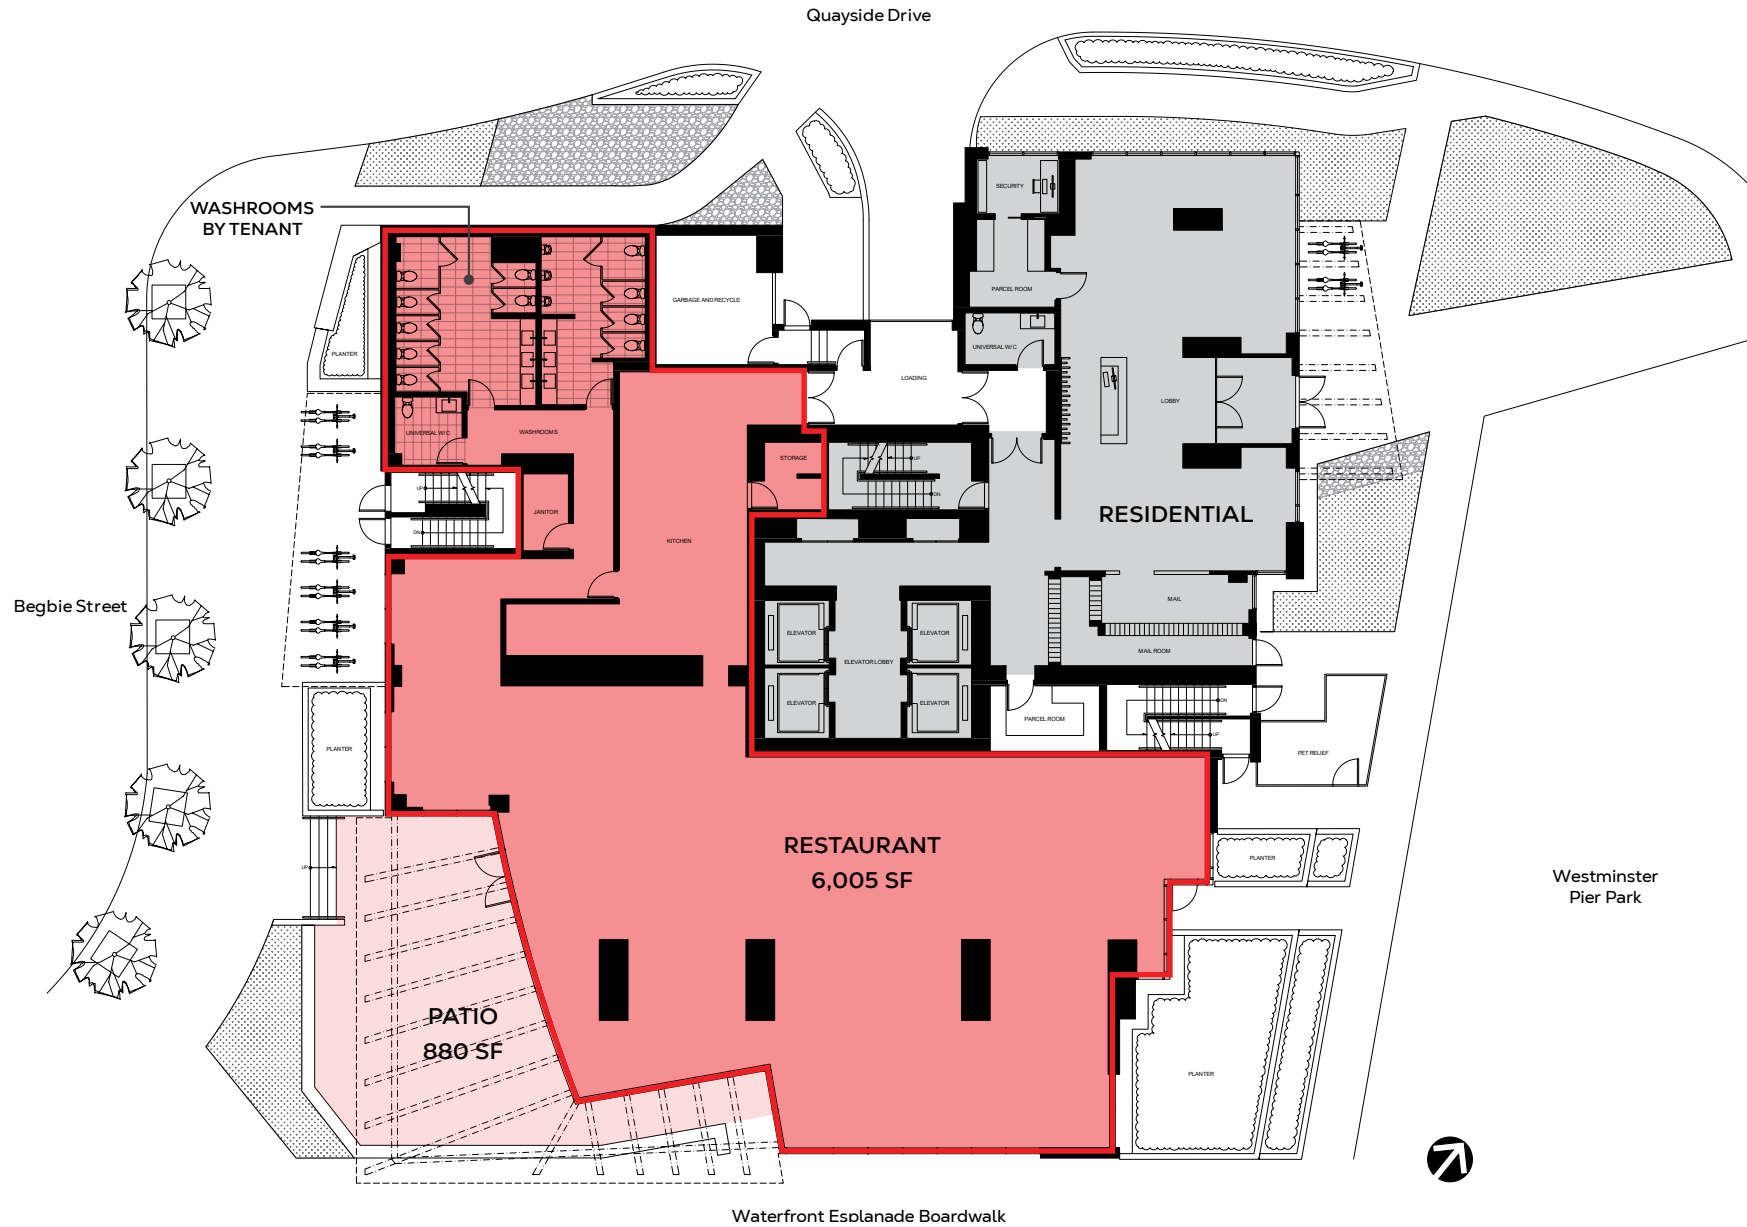 Quayside Drive
WASHROOMS
BY TENANT
SECURITY
PARCEL ROOM
GARBAGE AND RECYCLE
UNIVERSAL W/C
PLANTER
LOADING
LOBBY
UNIVERSAL W/C
WASHROOMS
STORAGE
UP
UP
DN
JANITOR
DN
RESIDENTIAL
KITCHEN
Begbie Street
MAIL
ELEVATOR
ELEVATOR
ELEVATOR LOBBY
MAIL ROOM
ELEVATOR
ELEVATOR
DN
PARCEL ROOM
UP
PLANTER
PET RELIEF
RESTAURANT
6,005 SF
UP
PLANTER
Westminster
Pier Park
PATIO
880 SF
PLANTER
Waterfront Esplanade Boardwalk